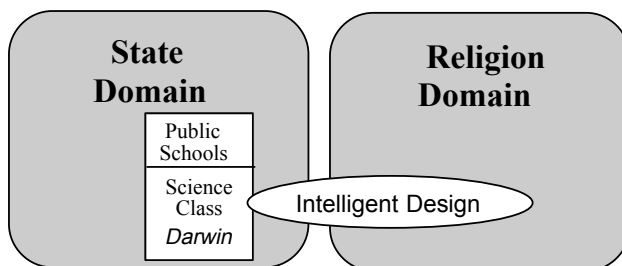 State
Domain
Religion
Domain
Public
Schools
Science
Class
Darwin
Intelligent Design